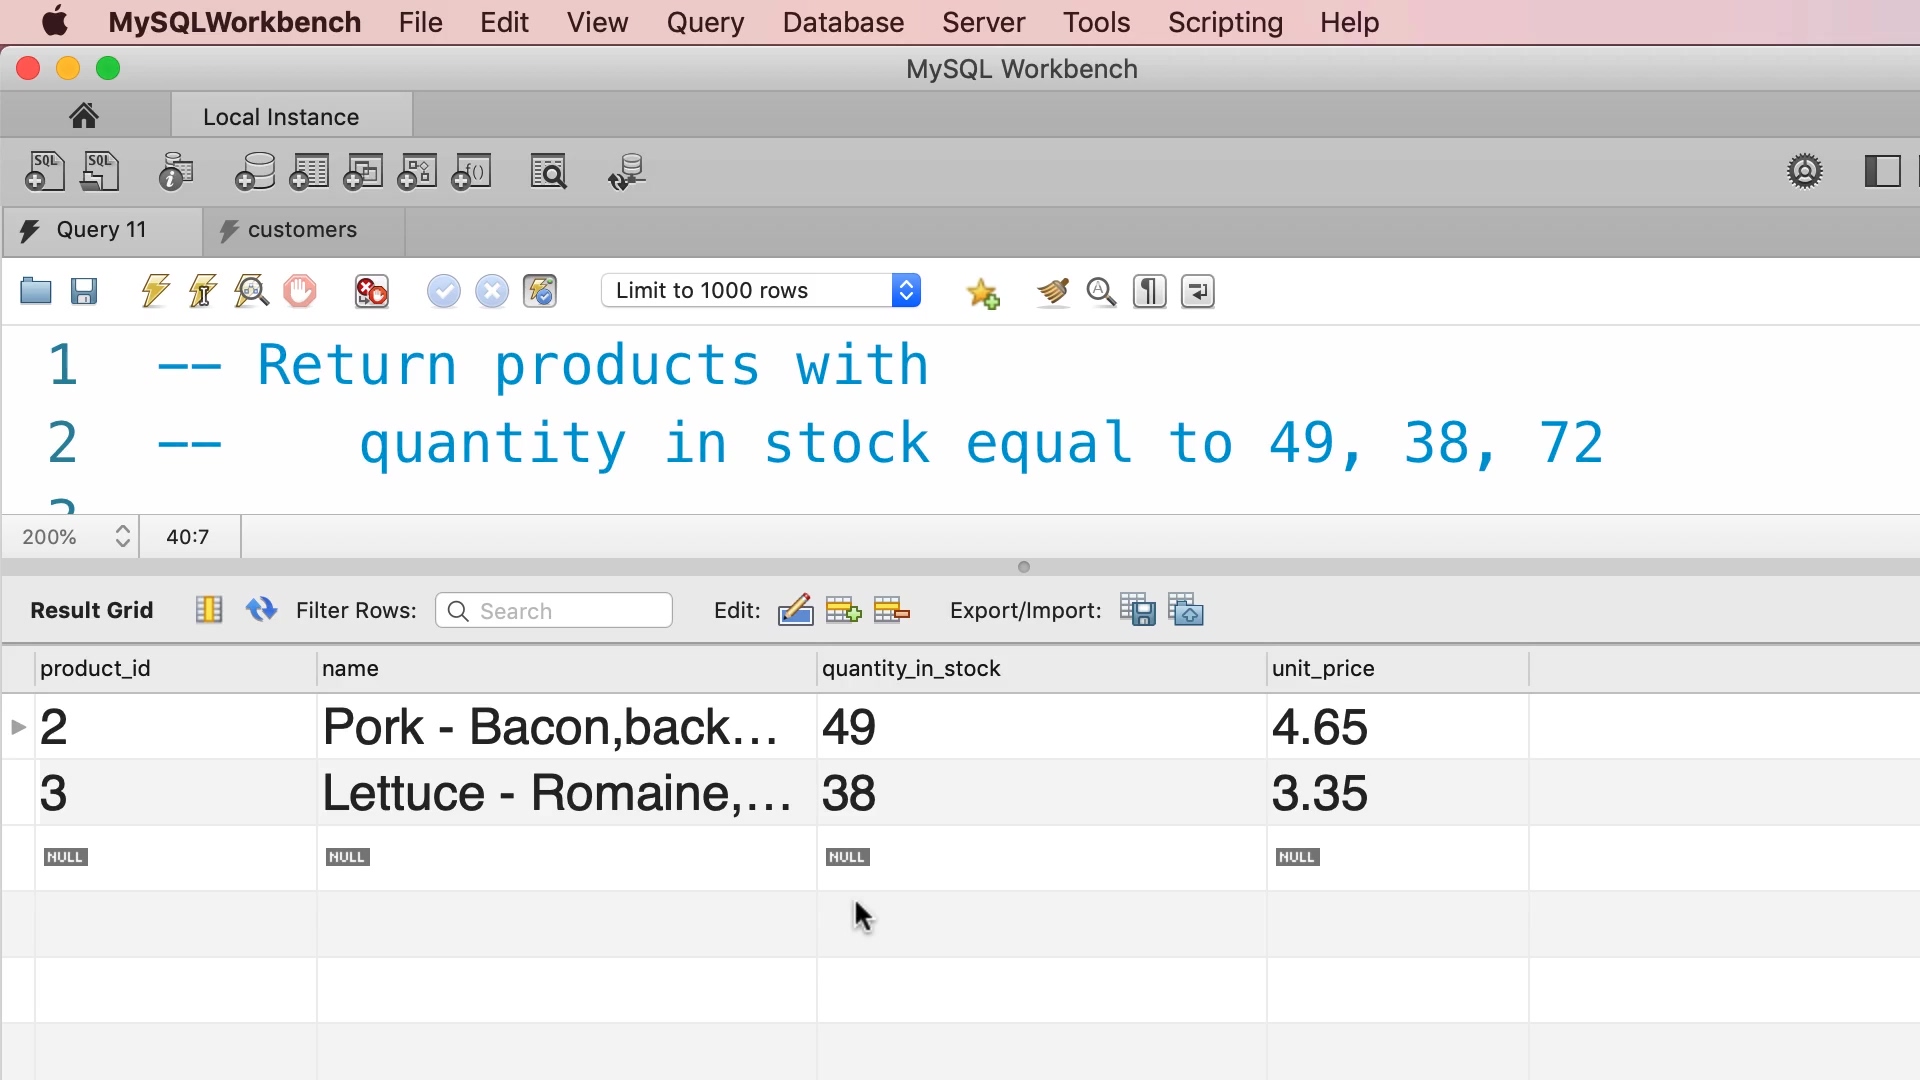 MySQLWorkbench File Edit View Query Database Server Tools Scripting Help
MySQL Workbench
Local Instance
SQL SQL
Query 11 customers
Limit to 1000 rows
1 -- Return products with
2 -- quantity in stock equal to 49, 38, 72
200% 40:7
Result Grid Filter Rows: Search Edit: Export/Import:
product_id name quantity_in_stock unit_price
2 Pork - Bacon,back... 49 4.65
3 Lettuce - Romaine,... 38 3.35
NULL NULL NULL NULL